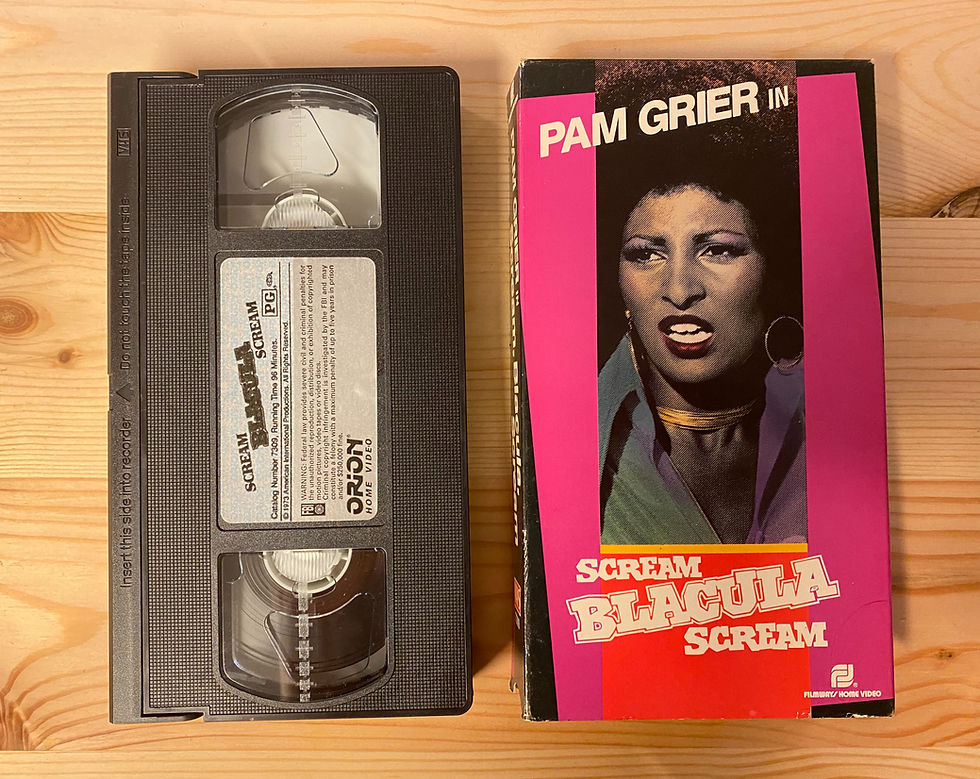 VHS
Do not touch the tape inside
Insert this side into recorder
SCREAM
BLACULA
SCREAM
PG
Catalog Number 7309, Running Time 96 Minutes.
© 1973 American International Productions. All Rights Reserved.
WARNING: Federal law provides severe civil and criminal penalties for
the unauthorized reproduction, distribution, or exhibition of copyrighted
motion pictures, video tapes or video discs.
Criminal copyright infringement is investigated by the FBI and may
constitute a felony with a maximum penalty of up to five years in prison
and/or $250,000 fine.
ORION®
HOME VIDEO
PAM GRIER IN
SCREAM
BLACULA
SCREAM
®
FILMWAYS HOME VIDEO